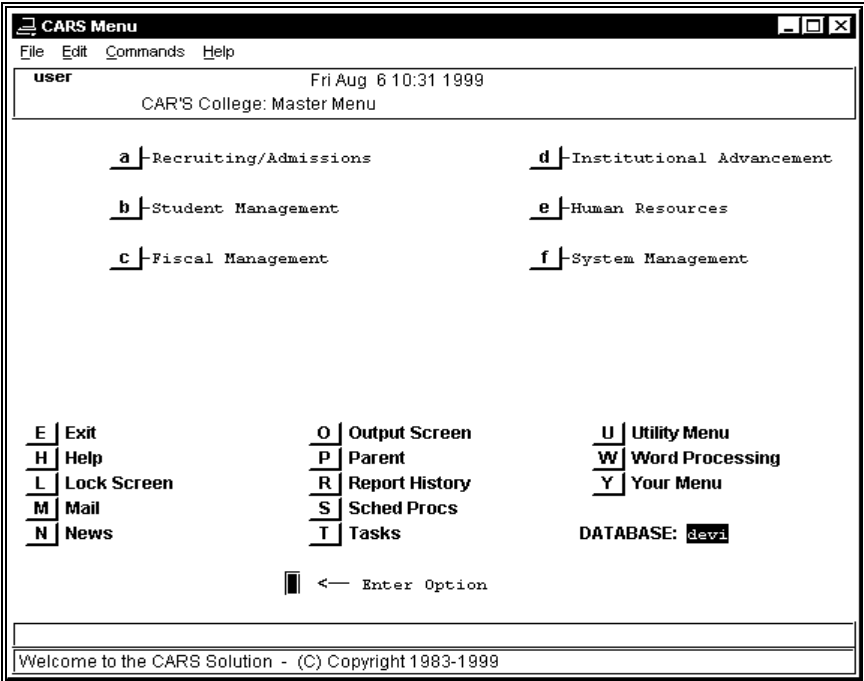 CARS Menu
File Edit Commands Help
user Fri Aug 6 10:31 1999
CAR'S College: Master Menu
a Recruiting/Admissions d Institutional Advancement
b Student Management e Human Resources
c Fiscal Management f System Management
E Exit O Output Screen U Utility Menu
H Help P Parent W Word Processing
L Lock Screen R Report History Y Your Menu
M Mail S Sched Procs
N News T Tasks DATABASE: devi
<— Enter Option
Welcome to the CARS Solution - (C) Copyright 1983-1999